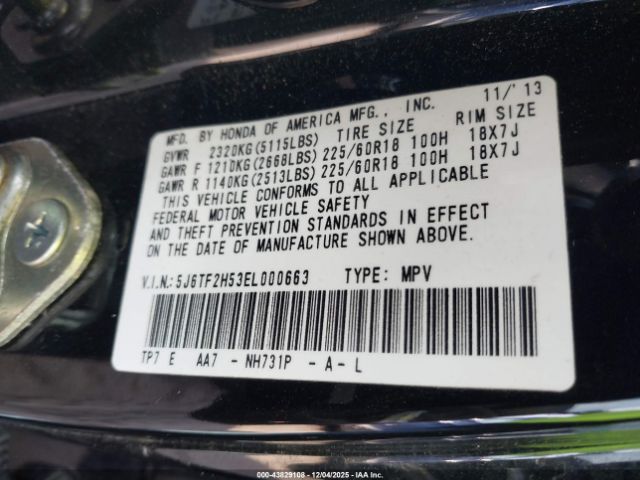 MFD. BY HONDA OF AMERICA MFG., INC. 11/'13
GVWR 2320KG(5115LBS) TIRE SIZE RIM SIZE
GAWR F 1210KG(2668LBS) 225/60R18 100H 18X7J
GAWR R 1140KG(2513LBS) 225/60R18 100H 18X7J
THIS VEHICLE CONFORMS TO ALL APPLICABLE
FEDERAL MOTOR VEHICLE SAFETY
AND THEFT PREVENTION STANDARDS IN EFFECT
ON THE DATE OF MANUFACTURE SHOWN ABOVE.
V.I.N.: 5J6TF2H53EL000663 TYPE: MPV
TP7 E AA7 - NH731P - A - L
000-43829108 - 12/04/2025 - IAAI.COM